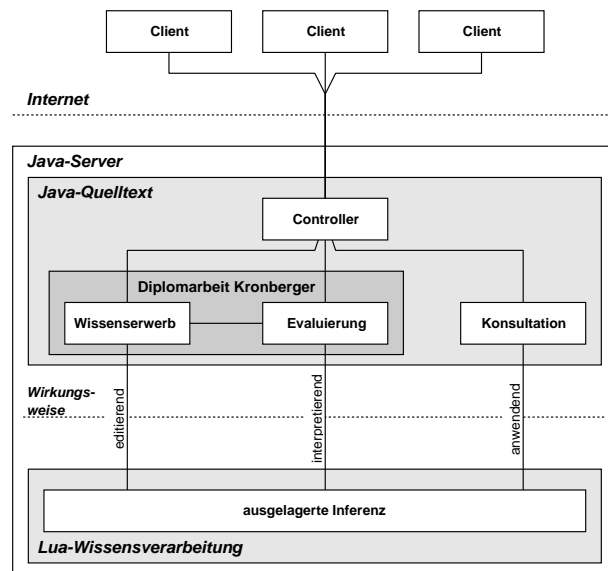 Client
Client
Client
Internet
Java-Server
Java-Quelltext
Controller
Diplomarbeit Kronberger
Wissenserwerb
Evaluierung
Konsultation
Wirkungs-
weise
editierend
interpretierend
anwendend
ausgelagerte Inferenz
Lua-Wissensverarbeitung